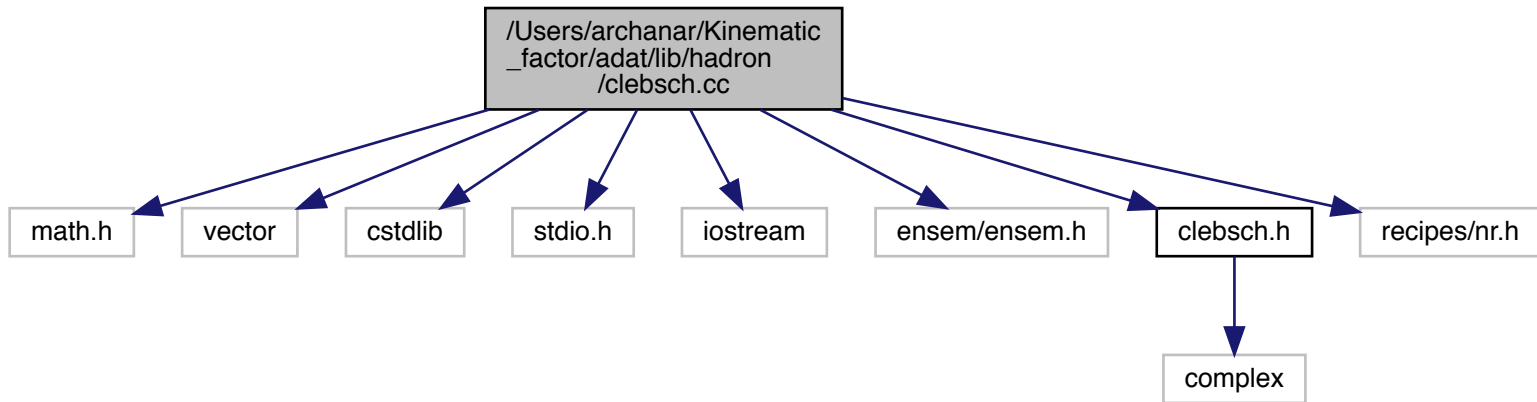 /Users/archanar/Kinematic
_factor/adat/lib/hadron
/clebsch.cc
math.h
vector
cstdlib
stdio.h
iostream
ensem/ensem.h
clebsch.h
recipes/nr.h
complex